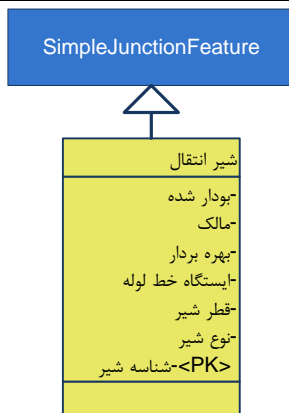 SimpleJunctionFeature
شیر انتقال
-بودار شده
-مالک
-بهره بردار
-ایستگاه خط لوله
-قطر شیر
-نوع شیر
<PK>-شناسه شیر